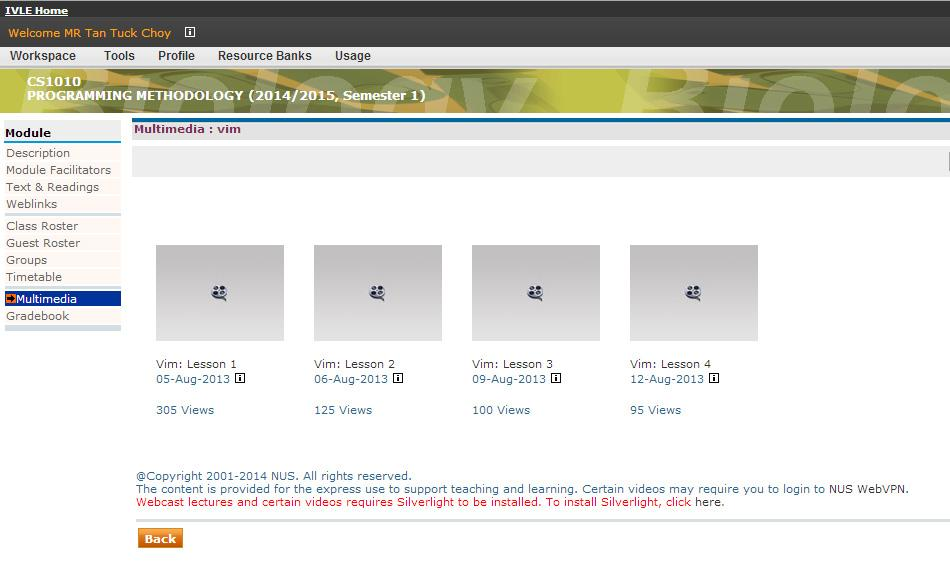 IVLE Home
Welcome MR Tan Tuck Choy
Workspace Tools Profile Resource Banks Usage
Biology Biolo
CS1010
PROGRAMMING METHODOLOGY (2014/2015, Semester 1)
Module
Description
Module Facilitators
Text & Readings
Weblinks
Class Roster
Guest Roster
Groups
Timetable
Multimedia
Gradebook
Multimedia : vim
Vim: Lesson 1
05-Aug-2013
305 Views
Vim: Lesson 2
06-Aug-2013
125 Views
Vim: Lesson 3
09-Aug-2013
100 Views
Vim: Lesson 4
12-Aug-2013
95 Views
@Copyright 2001-2014 NUS. All rights reserved.
The content is provided for the express use to support teaching and learning. Certain videos may require you to login to NUS WebVPN.
Webcast lectures and certain videos requires Silverlight to be installed. To install Silverlight, click here.
Back